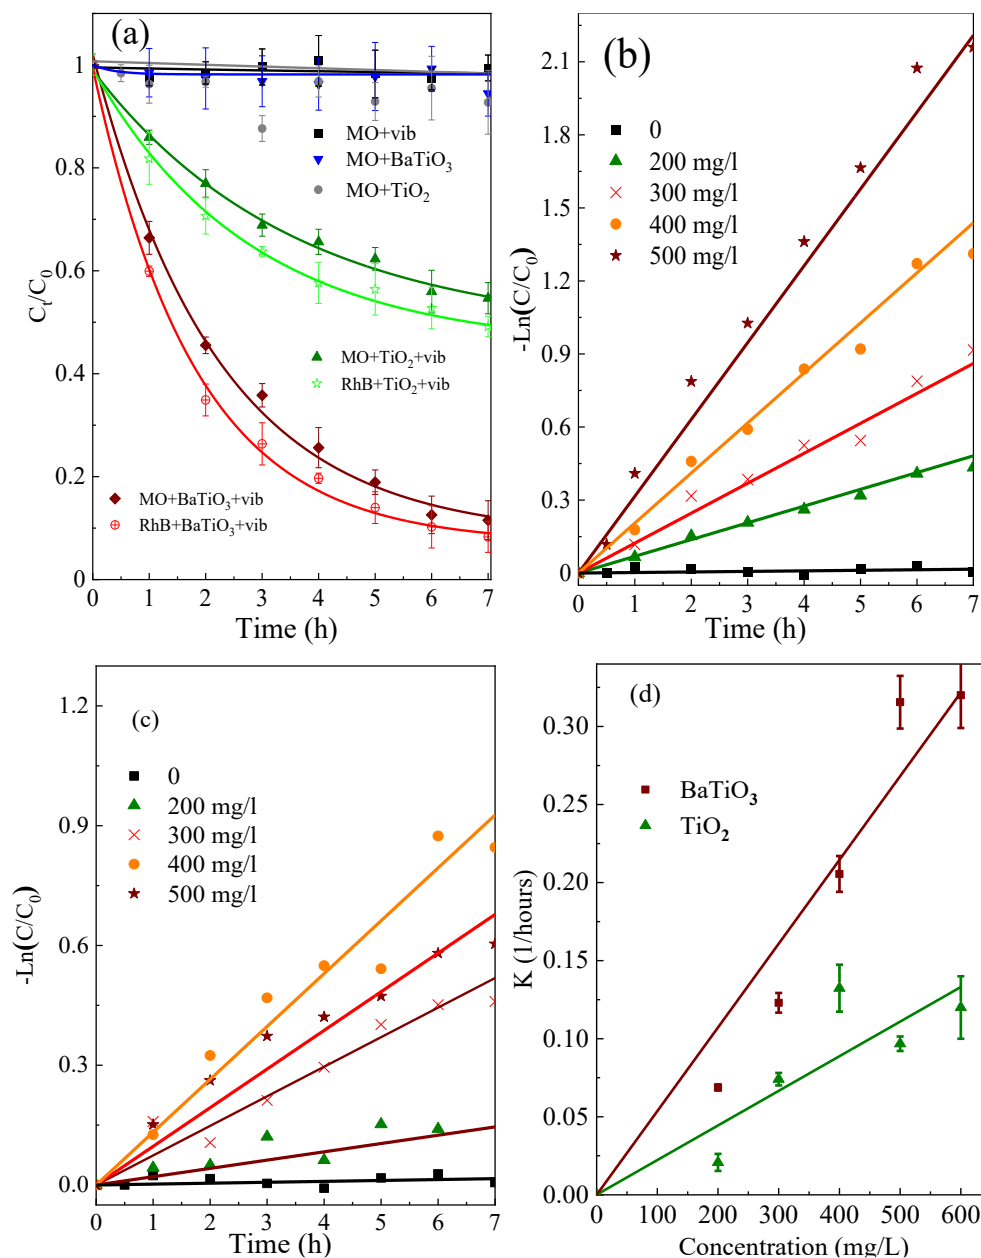 (a)
1
0.8
0.6
0.4
0.2
0
0 1 2 3 4 5 6 7
Time (h)
Cₜ/C₀
MO+vib
MO+BaTiO₃
MO+TiO₂
MO+TiO₂+vib
RhB+TiO₂+vib
MO+BaTiO₃+vib
RhB+BaTiO₃+vib
(b)
2.1
1.8
1.5
1.2
0.9
0.6
0.3
0
0 1 2 3 4 5 6 7
Time (h)
-Ln(C/C₀)
0
200 mg/l
300 mg/l
400 mg/l
500 mg/l
(c)
1.2
0.9
0.6
0.3
0.0
0 1 2 3 4 5 6 7
Time (h)
-Ln(C/C₀)
0
200 mg/l
300 mg/l
400 mg/l
500 mg/l
(d)
0.30
0.25
0.20
0.15
0.10
0.05
0.00
0 100 200 300 400 500 600
Concentration (mg/L)
K (1/hours)
BaTiO₃
TiO₂